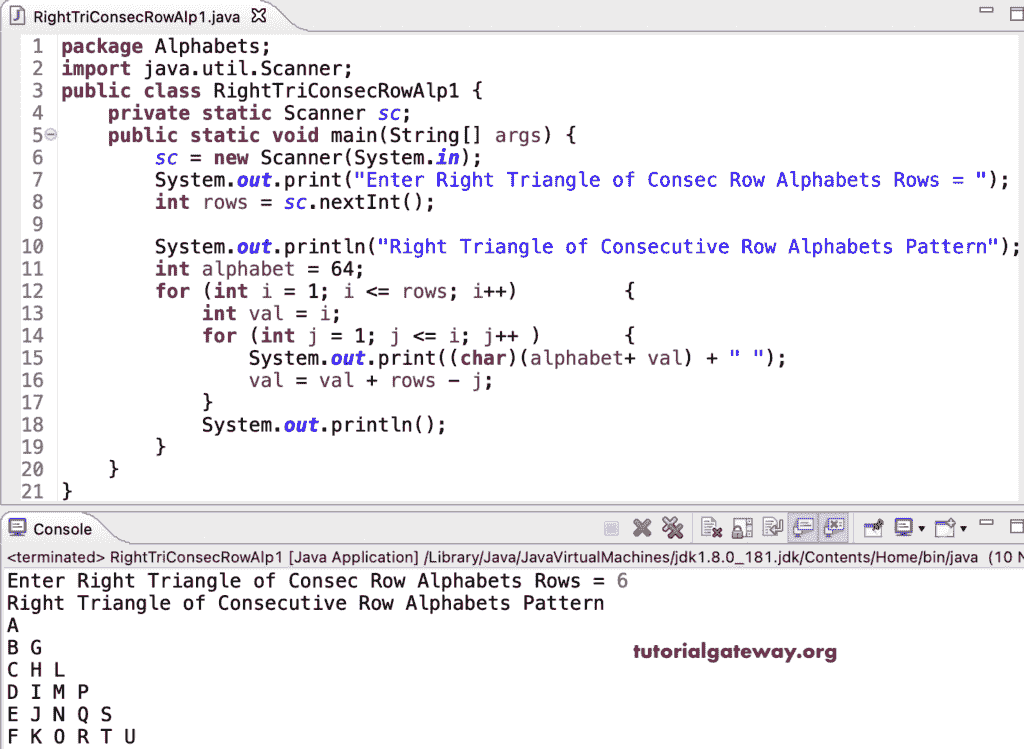 RightTriConsecRowAlp1.java
1 package Alphabets;
2 import java.util.Scanner;
3 public class RightTriConsecRowAlp1 {
4     private static Scanner sc;
5     public static void main(String[] args) {
6         sc = new Scanner(System.in);
7         System.out.print("Enter Right Triangle of Consec Row Alphabets Rows = ");
8         int rows = sc.nextInt();
9
10         System.out.println("Right Triangle of Consecutive Row Alphabets Pattern");
11         int alphabet = 64;
12         for (int i = 1; i <= rows; i++)         {
13             int val = i;
14             for (int j = 1; j <= i; j++ )       {
15                 System.out.print((char)(alphabet+ val) + " ");
16                 val = val + rows - j;
17             }
18             System.out.println();
19         }
20     }
21 }
Console
<terminated> RightTriConsecRowAlp1 [Java Application] /Library/Java/JavaVirtualMachines/jdk1.8.0_181.jdk/Contents/Home/bin/java (10 N
Enter Right Triangle of Consec Row Alphabets Rows = 6
Right Triangle of Consecutive Row Alphabets Pattern
A
B G
C H L
D I M P
E J N Q S
F K O R T U
tutorialgateway.org